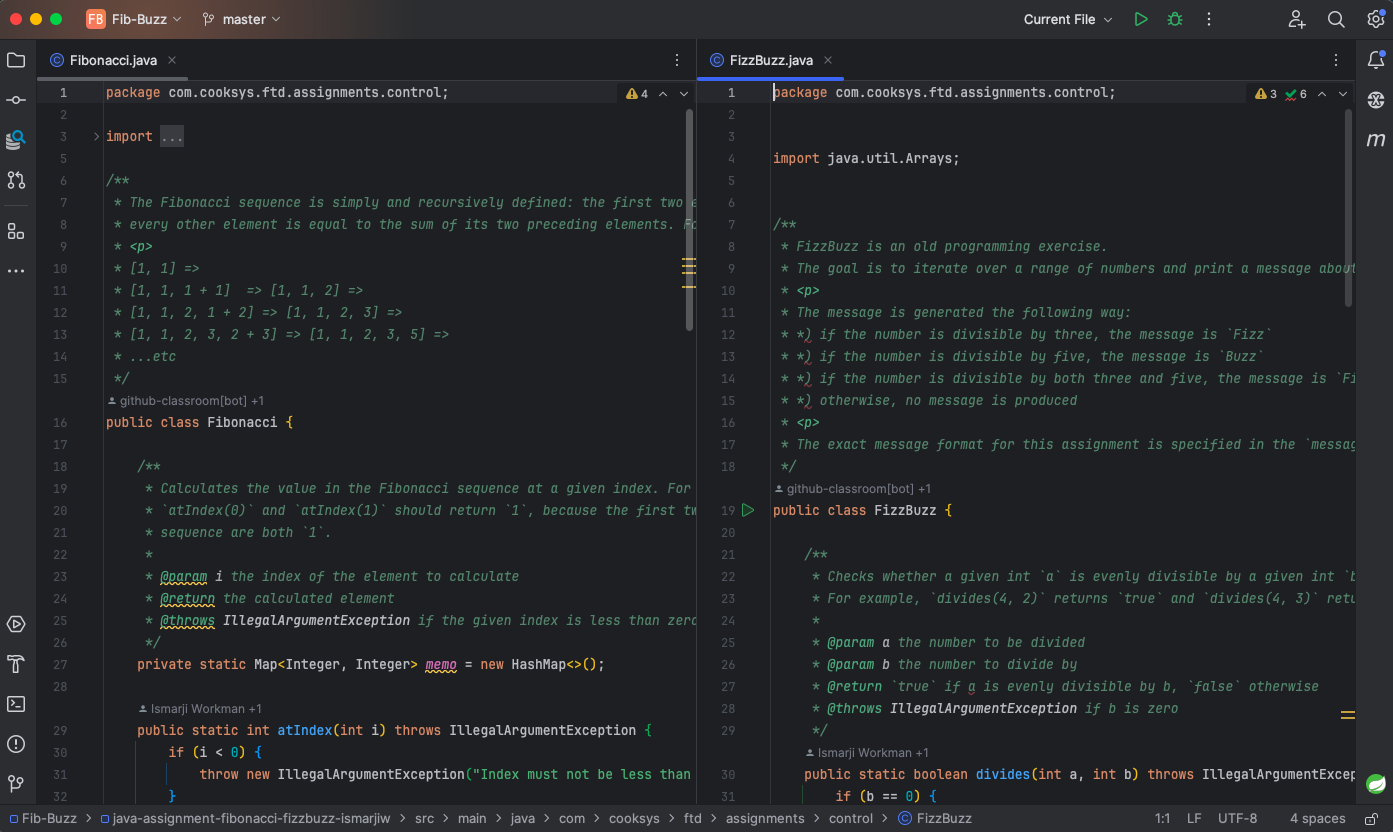 FB Fib-Buzz master Current File
Fibonacci.java
1 package com.cooksys.ftd.assignments.control; 4
2
3 import ...
5
6 /**
7 * The Fibonacci sequence is simply and recursively defined: the first two e
8 * every other element is equal to the sum of its two preceding elements. Fo
9 * <p>
10 * [1, 1] =>
11 * [1, 1, 1 + 1]  => [1, 1, 2] =>
12 * [1, 1, 2, 1 + 2] => [1, 1, 2, 3] =>
13 * [1, 1, 2, 3, 2 + 3] => [1, 1, 2, 3, 5] =>
14 * ...etc
15 */
github-classroom[bot] +1
16 public class Fibonacci {
17
18 /**
19 * Calculates the value in the Fibonacci sequence at a given index. For
20 * `atIndex(0)` and `atIndex(1)` should return `1`, because the first tw
21 * sequence are both `1`.
22 *
23 * @param i the index of the element to calculate
24 * @return the calculated element
25 * @throws IllegalArgumentException if the given index is less than zero
26 */
27 private static Map<Integer, Integer> memo = new HashMap<>();
28
Ismarji Workman +1
29 public static int atIndex(int i) throws IllegalArgumentException {
30 if (i < 0) {
31 throw new IllegalArgumentException("Index must not be less than
32 }
FizzBuzz.java
1 package com.cooksys.ftd.assignments.control; 3 6
2
3
4 import java.util.Arrays;
5
6
7 /**
8 * FizzBuzz is an old programming exercise.
9 * The goal is to iterate over a range of numbers and print a message about
10 * <p>
11 * The message is generated the following way:
12 * *) if the number is divisible by three, the message is `Fizz`
13 * *) if the number is divisible by five, the message is `Buzz`
14 * *) if the number is divisible by both three and five, the message is `Fi
15 * *) otherwise, no message is produced
16 * <p>
17 * The exact message format for this assignment is specified in the `messag
18 */
github-classroom[bot] +1
19 public class FizzBuzz {
20
21 /**
22 * Checks whether a given int `a` is evenly divisible by a given int `b
23 * For example, `divides(4, 2)` returns `true` and `divides(4, 3)` retu
24 *
25 * @param a the number to be divided
26 * @param b the number to divide by
27 * @return `true` if a is evenly divisible by b, `false` otherwise
28 * @throws IllegalArgumentException if b is zero
29 */
Ismarji Workman +1
30 public static boolean divides(int a, int b) throws IllegalArgumentExcep
31 if (b == 0) {
m
Fib-Buzz > java-assignment-fibonacci-fizzbuzz-ismarjiw > src > main > java > com > cooksys > ftd > assignments > control > FizzBuzz 1:1 LF UTF-8 4 spaces